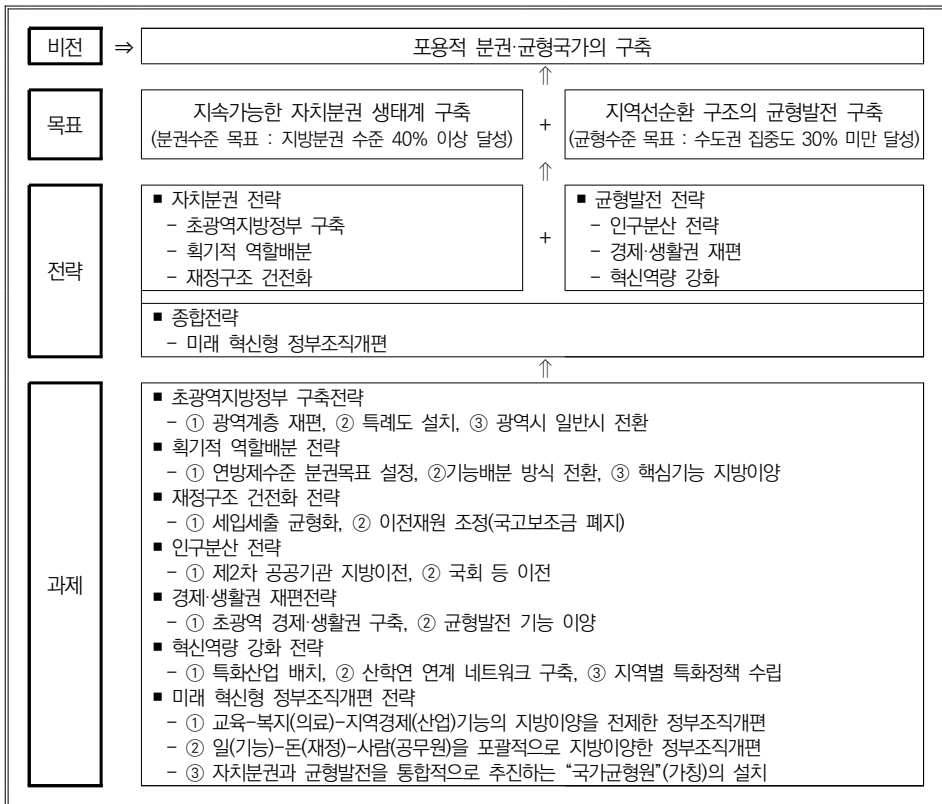 비전 ⇒ 포용적 분권·균형국가의 구축
⇑
목표
지속가능한 자치분권 생태계 구축
(분권수준 목표 : 지방분권 수준 40% 이상 달성)
+
지역선순환 구조의 균형발전 구축
(균형수준 목표 : 수도권 집중도 30% 미만 달성)
⇑
전략
■ 자치분권 전략
- 초광역지방정부 구축
- 획기적 역할배분
- 재정구조 건전화
+
■ 균형발전 전략
- 인구분산 전략
- 경제·생활권 재편
- 혁신역량 강화
■ 종합전략
- 미래 혁신형 정부조직개편
⇑
과제
■ 초광역지방정부 구축전략
- ① 광역계층 재편, ② 특례도 설치, ③ 광역시 일반시 전환
■ 획기적 역할배분 전략
- ① 연방제수준 분권목표 설정, ②기능배분 방식 전환, ③ 핵심기능 지방이양
■ 재정구조 건전화 전략
- ① 세입세출 균형화, ② 이전재원 조정(국고보조금 폐지)
■ 인구분산 전략
- ① 제2차 공공기관 지방이전, ② 국회 등 이전
■ 경제·생활권 재편전략
- ① 초광역 경제·생활권 구축, ② 균형발전 기능 이양
■ 혁신역량 강화 전략
- ① 특화산업 배치, ② 산학연 연계 네트워크 구축, ③ 지역별 특화정책 수립
■ 미래 혁신형 정부조직개편 전략
- ① 교육-복지(의료)-지역경제(산업)기능의 지방이양을 전제한 정부조직개편
- ② 일(기능)-돈(재정)-사람(공무원)을 포괄적으로 지방이양한 정부조직개편
- ③ 자치분권과 균형발전을 통합적으로 추진하는 “국가균형원”(가칭)의 설치